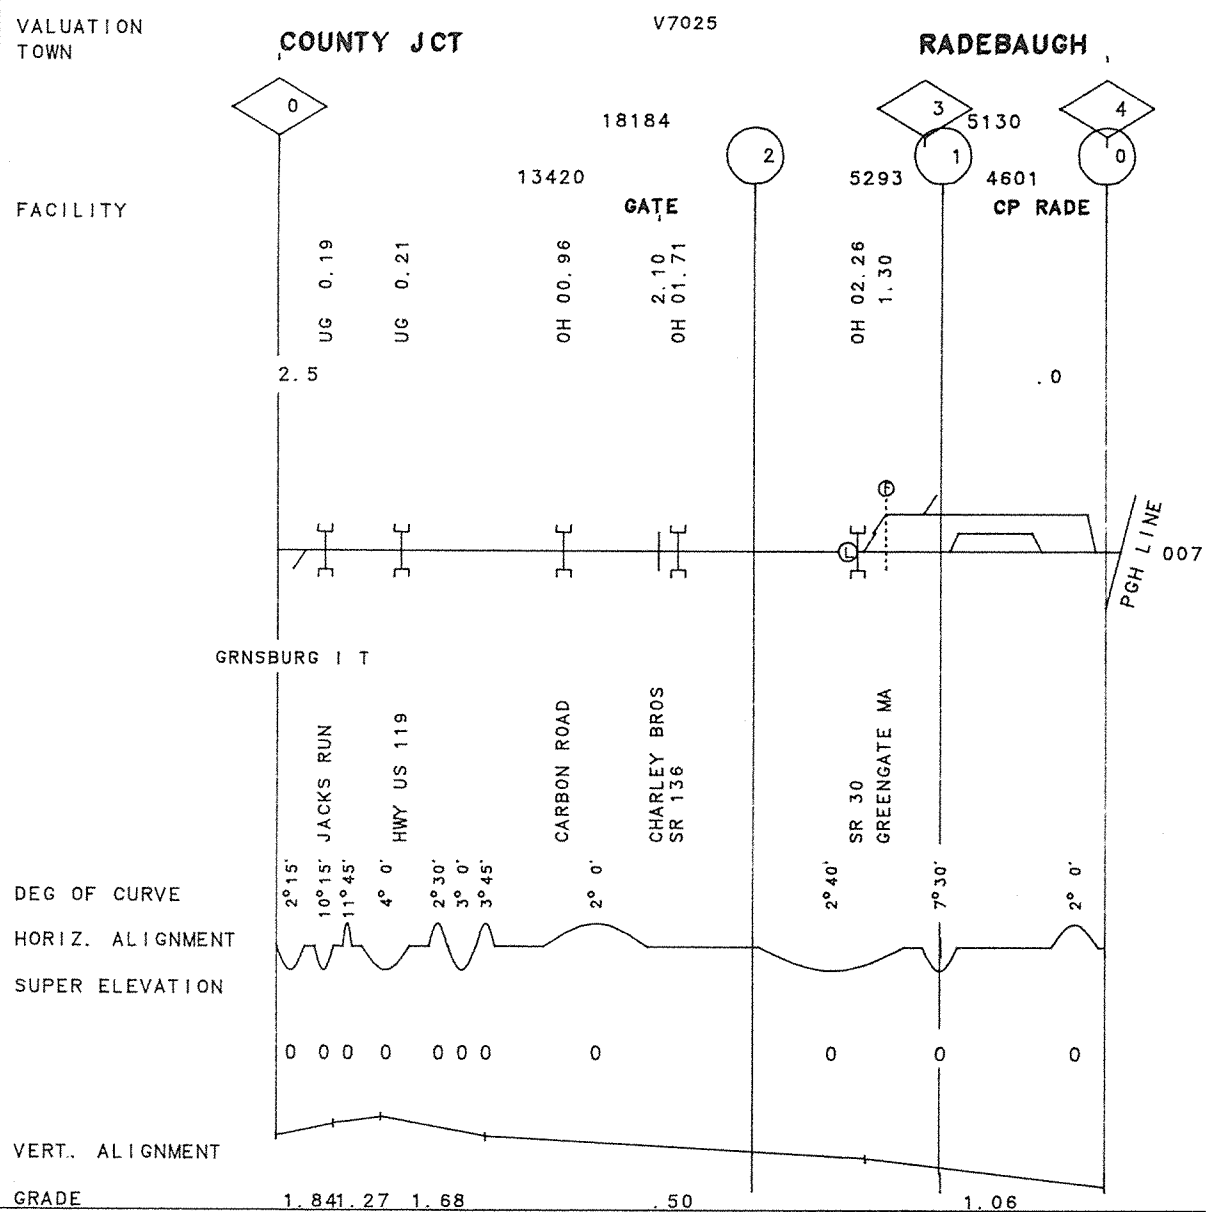 VALUATION
TOWN
V7025
COUNTY JCT
RADEBAUGH
0
3
4
18184
5130
2
1
0
13420
5293
4601
FACILITY
GATE
CP RADE
UG 0.19
UG 0.21
OH 00.96
2.10
OH 01.71
OH 02.26
1.30
2.5
.0
F
L
PGH LINE
007
GRNSBURG I T
JACKS RUN
HWY US 119
CARBON ROAD
CHARLEY BROS
SR 136
SR 30
GREENGATE MA
DEG OF CURVE
2°15' 10°15' 11°45' 4° 0' 2°30' 3° 0' 3°45' 2° 0' 2°40' 7°30' 2° 0'
HORIZ. ALIGNMENT
SUPER ELEVATION
0 0 0 0 0 0 0 0 0 0 0
VERT. ALIGNMENT
GRADE 1.84 1.27 1.68 .50 1.06